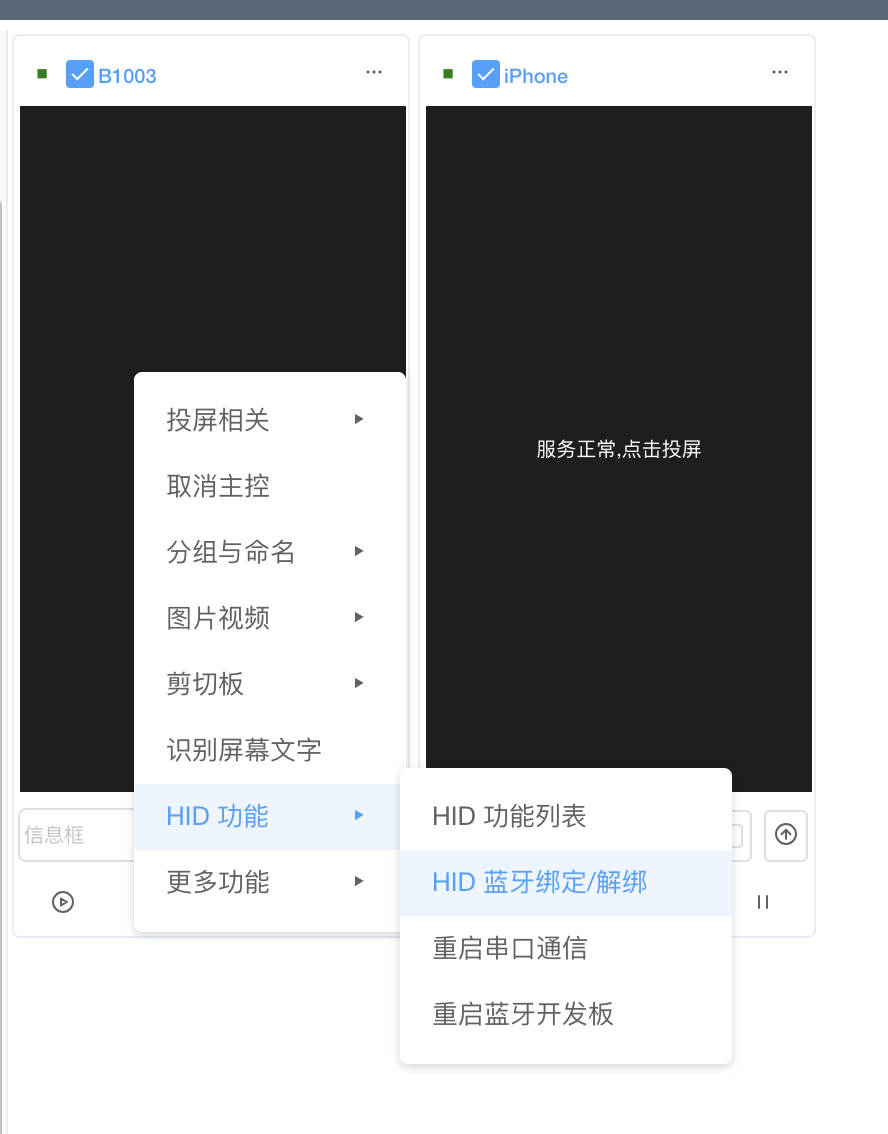 B1003
iPhone
服务正常,点击投屏
投屏相关
取消主控
分组与命名
图片视频
剪切板
识别屏幕文字
HID 功能
更多功能
HID 功能列表
HID 蓝牙绑定/解绑
重启串口通信
重启蓝牙开发板
信息框